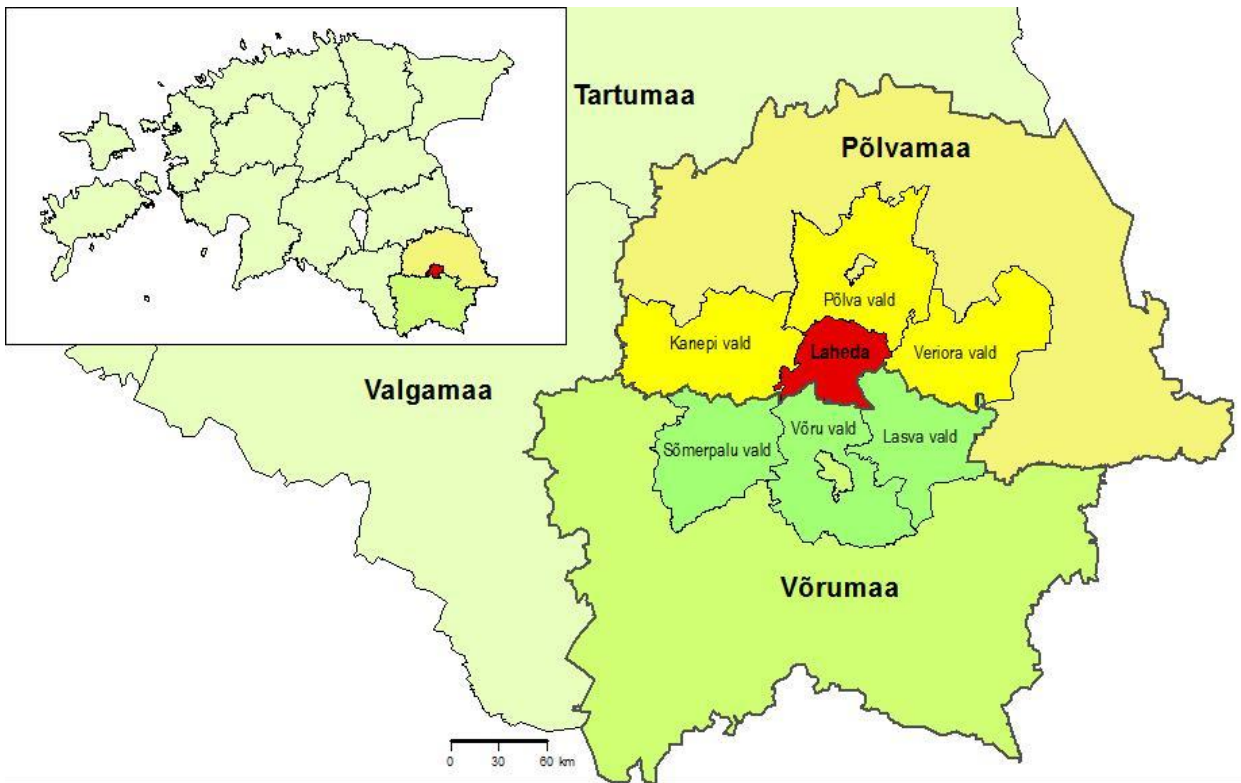 Tartumaa
Põlvamaa
Põlva vald
Kanepi vald
Laheda
Veriora vald
Valgamaa
Sõmerpalu vald
Võru vald
Lasva vald
Võrumaa
0 30 60 km